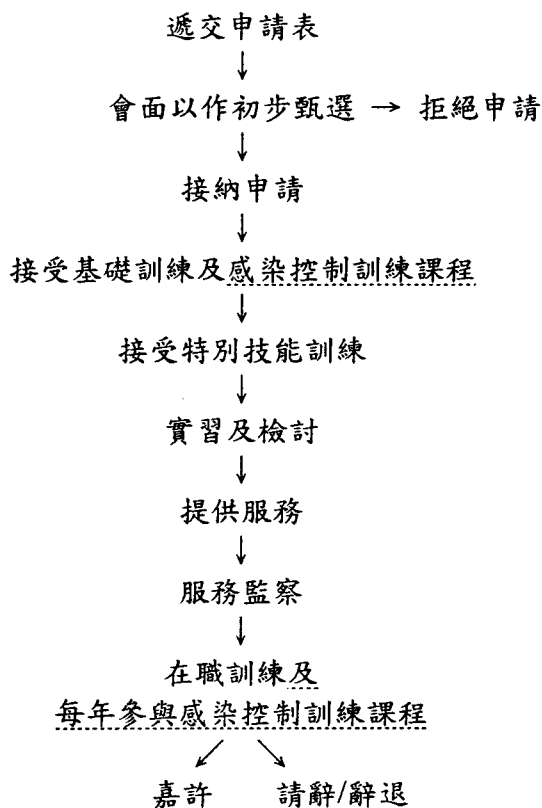 遞交申請表
會面以作初步甄選 → 拒絕申請
接納申請
接受基礎訓練及感染控制訓練課程
接受特別技能訓練
實習及檢討
提供服務
服務監察
在職訓練及
每年參與感染控制訓練課程
嘉許 請辭/辭退